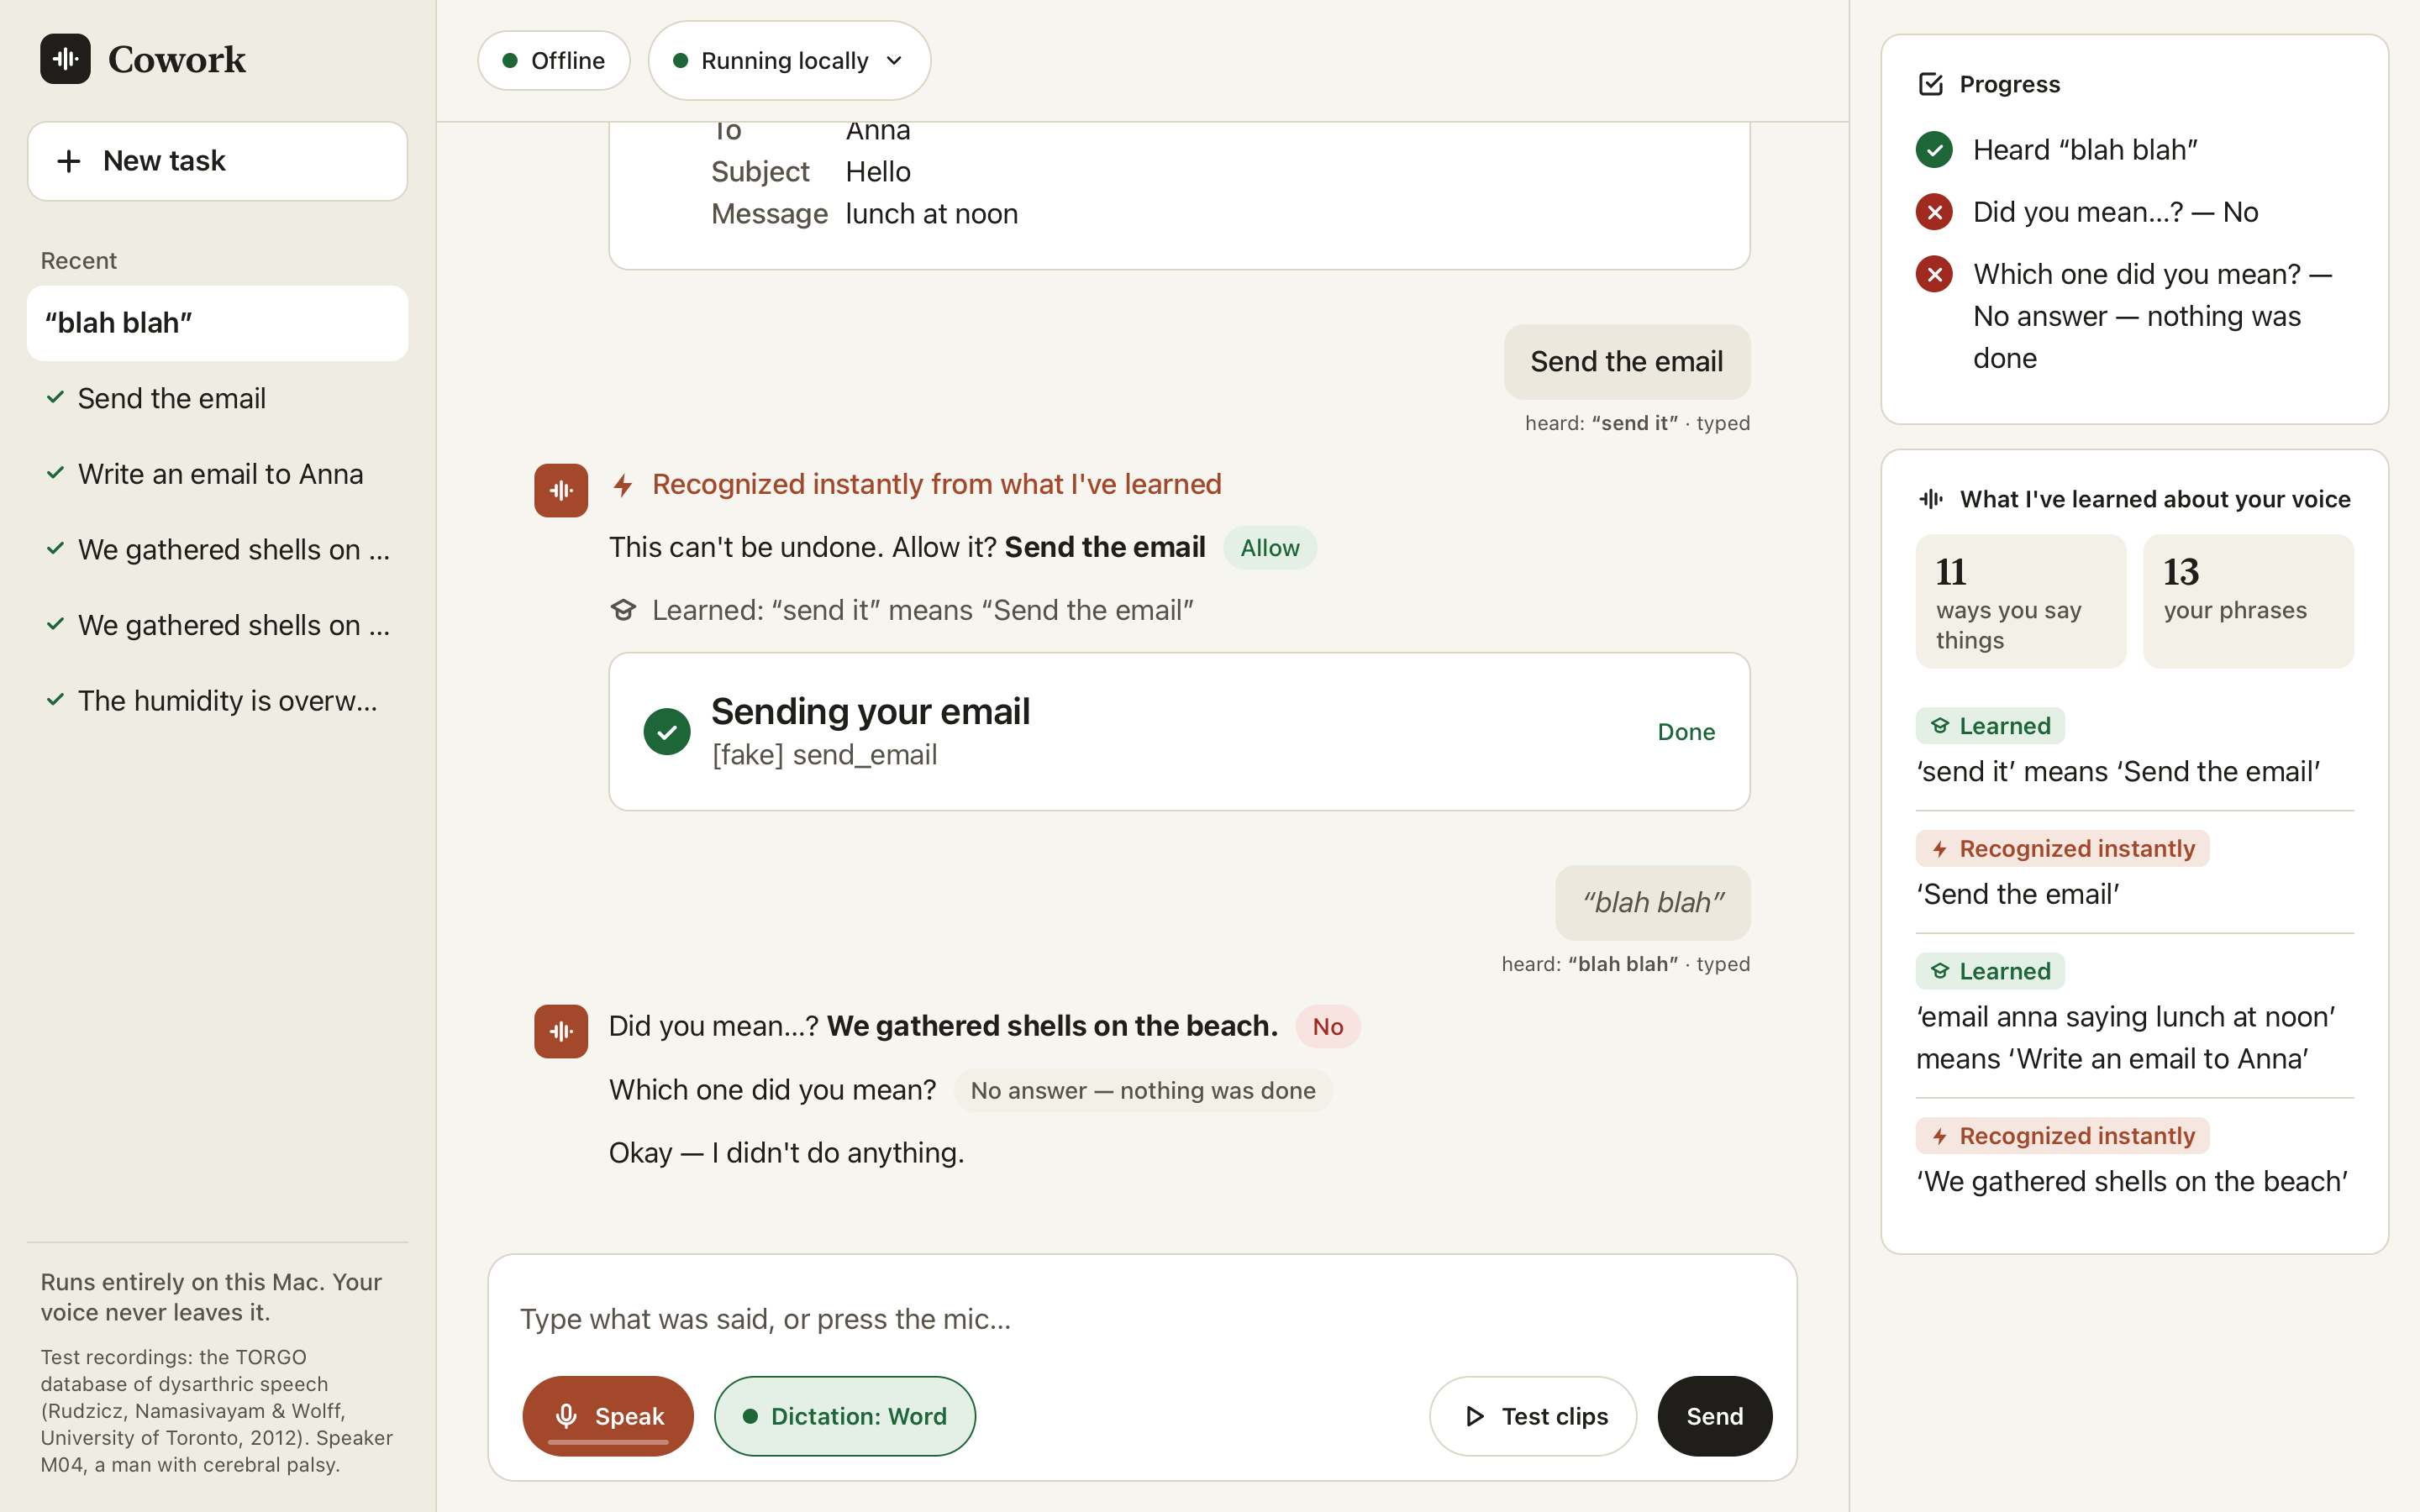 Cowork
New task
Recent
“blah blah”
Send the email
Write an email to Anna
We gathered shells on ...
We gathered shells on ...
The humidity is overw...
Runs entirely on this Mac. Your
voice never leaves it.
Test recordings: the TORGO
database of dysarthric speech
(Rudzicz, Namasivayam & Wolff,
University of Toronto, 2012). Speaker
M04, a man with cerebral palsy.
Offline
Running locally
To Anna
Subject Hello
Message lunch at noon
Send the email
heard: “send it” · typed
Recognized instantly from what I've learned
This can't be undone. Allow it? Send the email Allow
Learned: “send it” means “Send the email”
Sending your email
[fake] send_email
Done
“blah blah”
heard: “blah blah” · typed
Did you mean...? We gathered shells on the beach. No
Which one did you mean? No answer — nothing was done
Okay — I didn't do anything.
Type what was said, or press the mic...
Speak
Dictation: Word
Test clips
Send
Progress
Heard “blah blah”
Did you mean...? — No
Which one did you mean? —
No answer — nothing was
done
What I've learned about your voice
11
ways you say
things
13
your phrases
Learned
‘send it’ means ‘Send the email’
Recognized instantly
‘Send the email’
Learned
‘email anna saying lunch at noon’
means ‘Write an email to Anna’
Recognized instantly
‘We gathered shells on the beach’